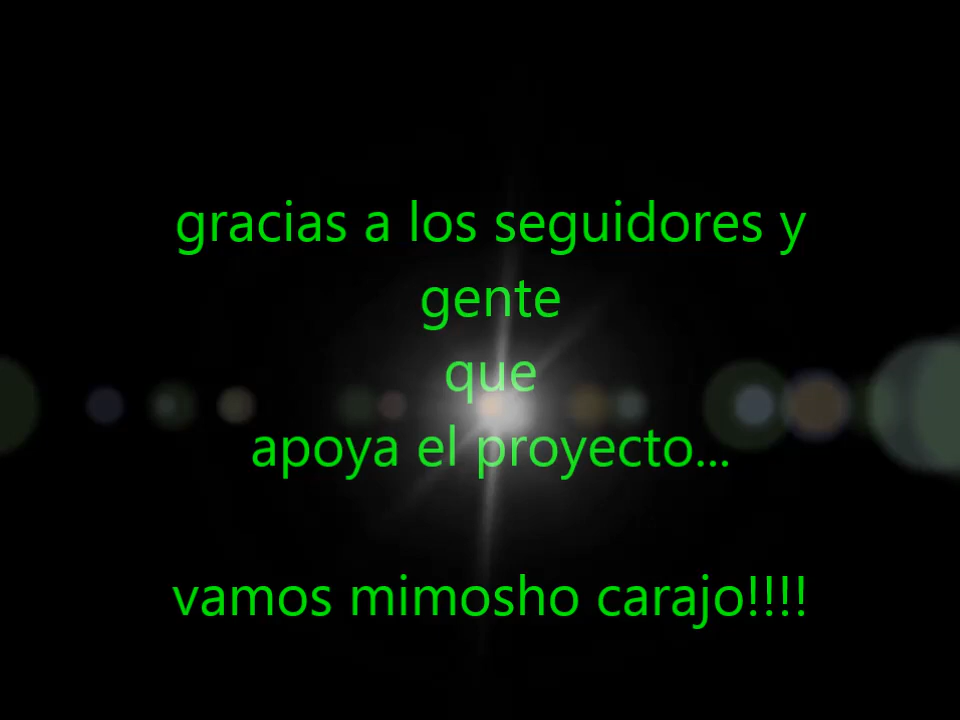 gracias a los seguidores y
gente
que
apoya el proyecto...
vamos mimosho carajo!!!!